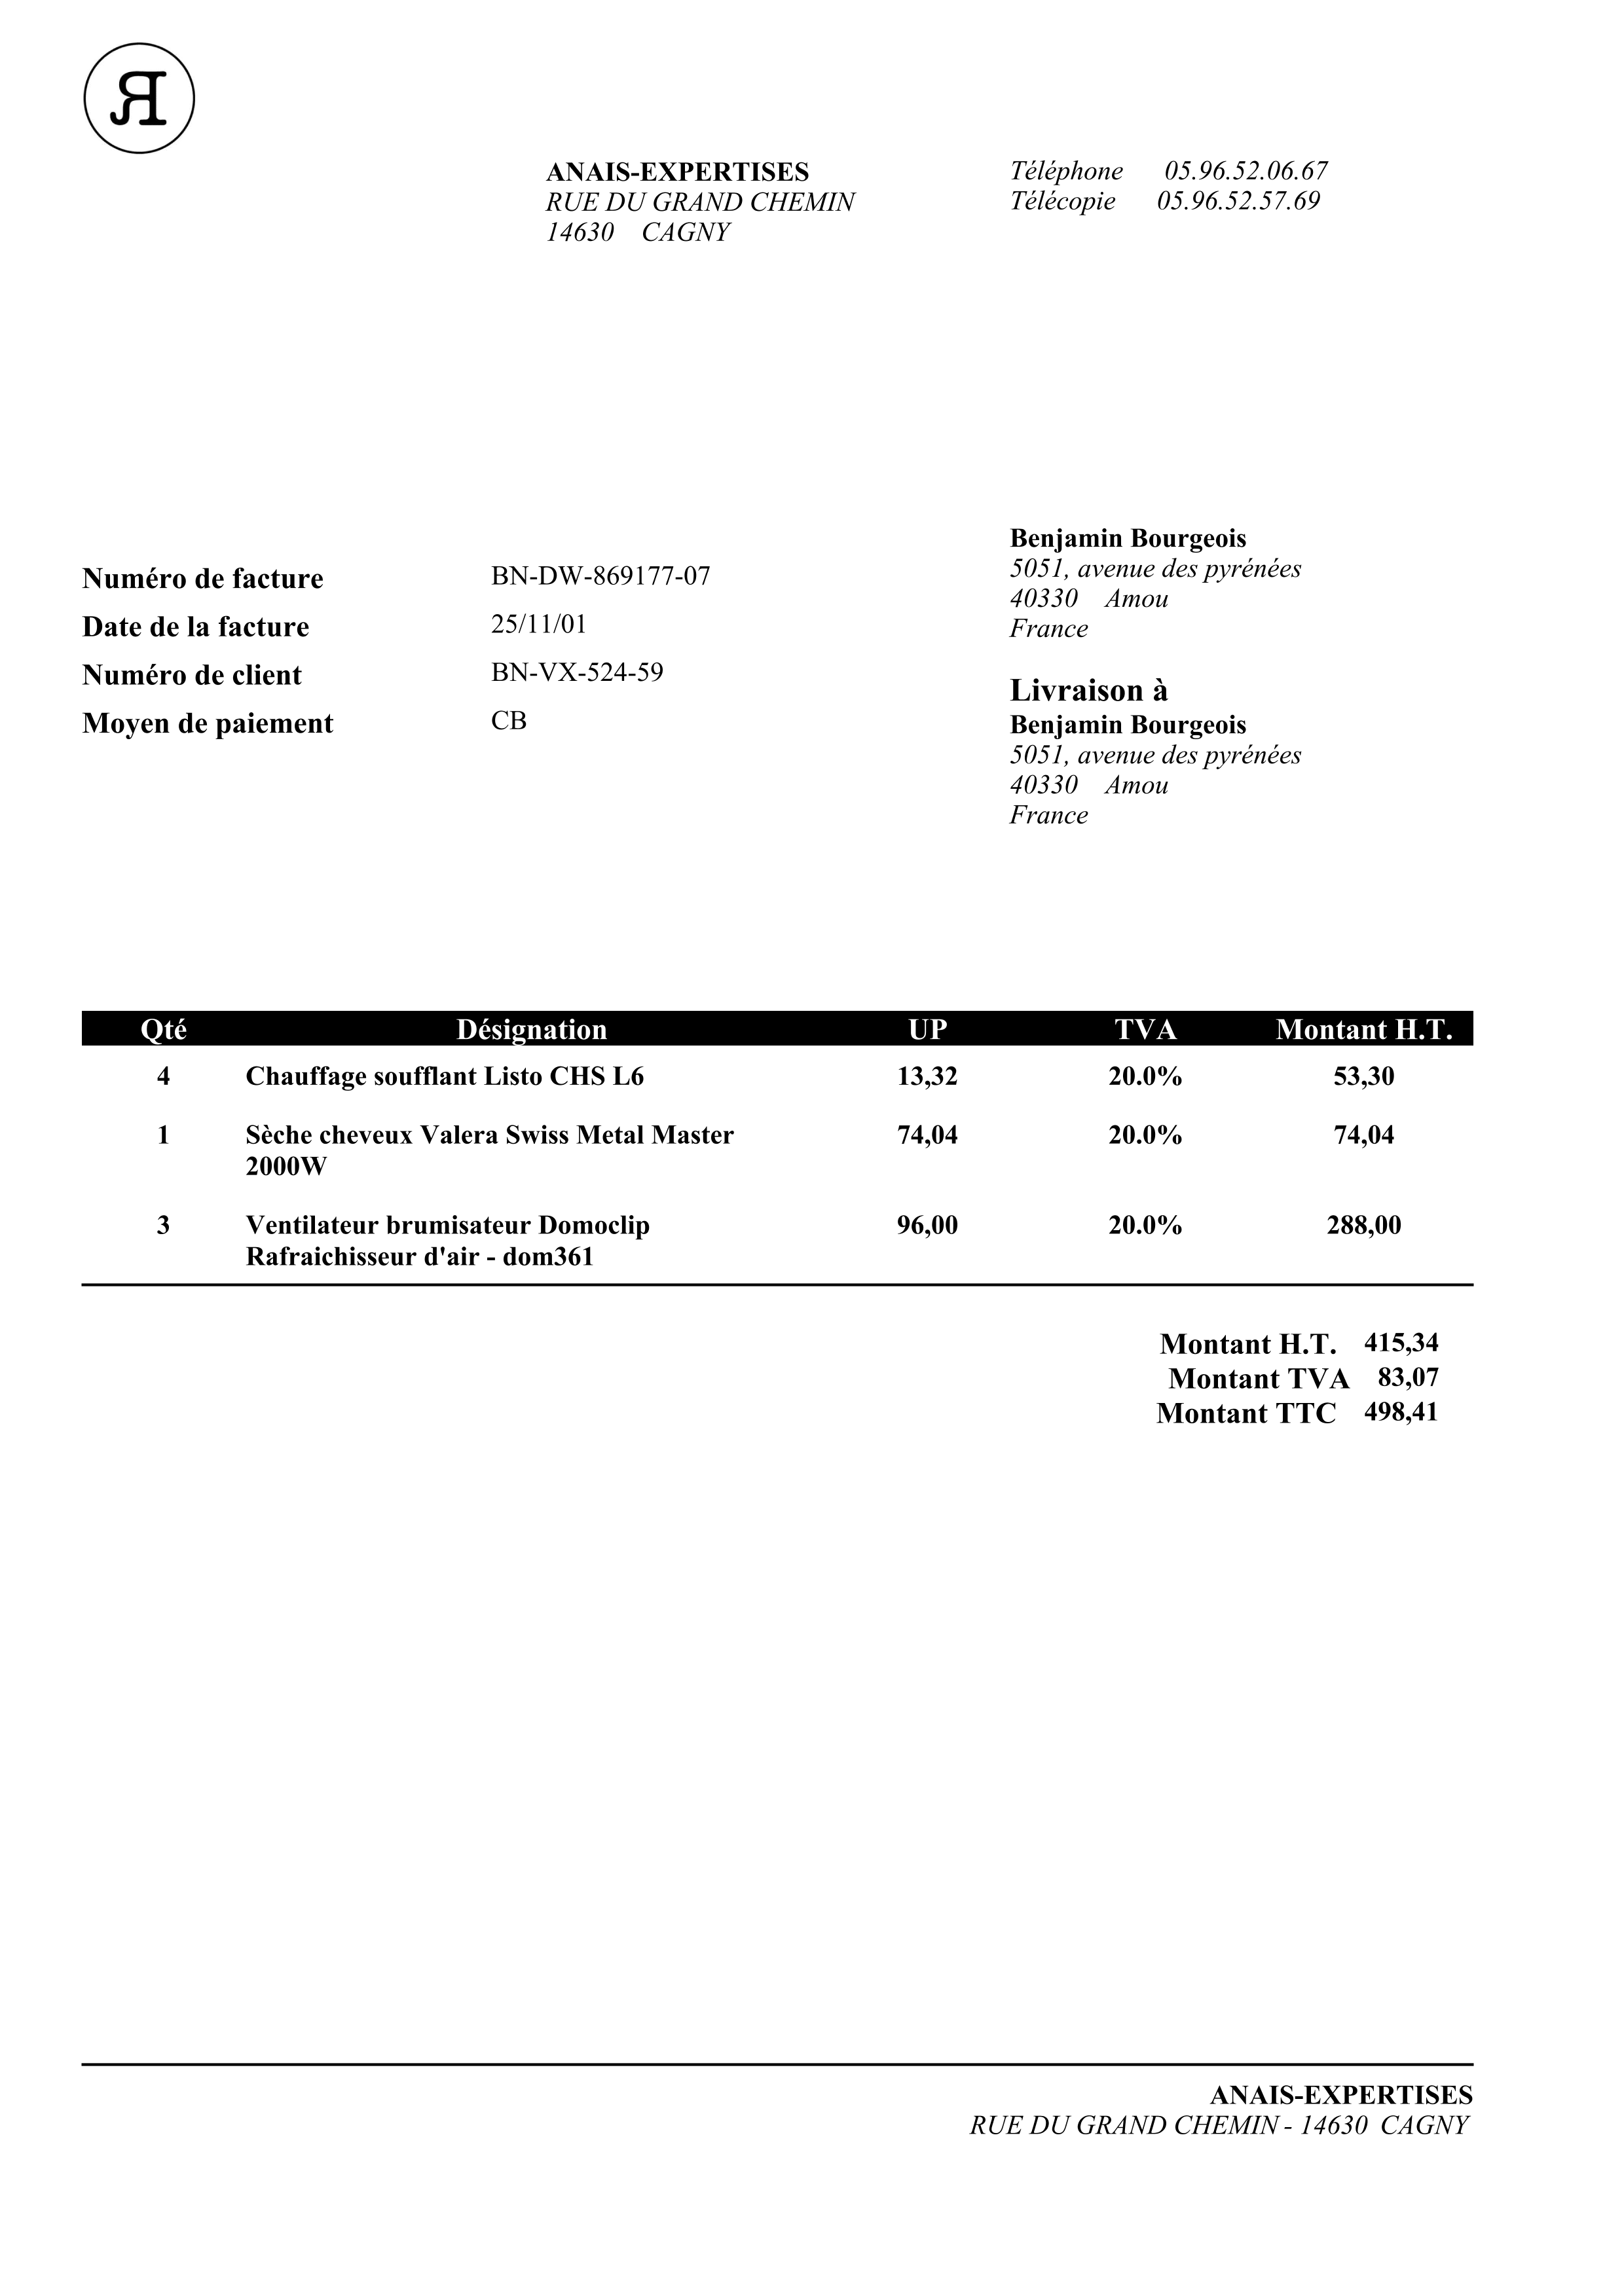 ANAIS-EXPERTISES
RUE DU GRAND CHEMIN
14630 CAGNY
Téléphone 05.96.52.06.67
Télécopie 05.96.52.57.69
Numéro de facture BN-DW-869177-07
Date de la facture 25/11/01
Numéro de client BN-VX-524-59
Moyen de paiement CB
Benjamin Bourgeois
5051, avenue des pyrénées
40330 Amou
France
Livraison à
Benjamin Bourgeois
5051, avenue des pyrénées
40330 Amou
France
Qté Désignation UP TVA Montant H.T.
4 Chauffage soufflant Listo CHS L6 13,32 20.0% 53,30
1 Sèche cheveux Valera Swiss Metal Master 74,04 20.0% 74,04
2000W
3 Ventilateur brumisateur Domoclip 96,00 20.0% 288,00
Rafraichisseur d'air - dom361
Montant H.T. 415,34
Montant TVA 83,07
Montant TTC 498,41
ANAIS-EXPERTISES
RUE DU GRAND CHEMIN - 14630 CAGNY